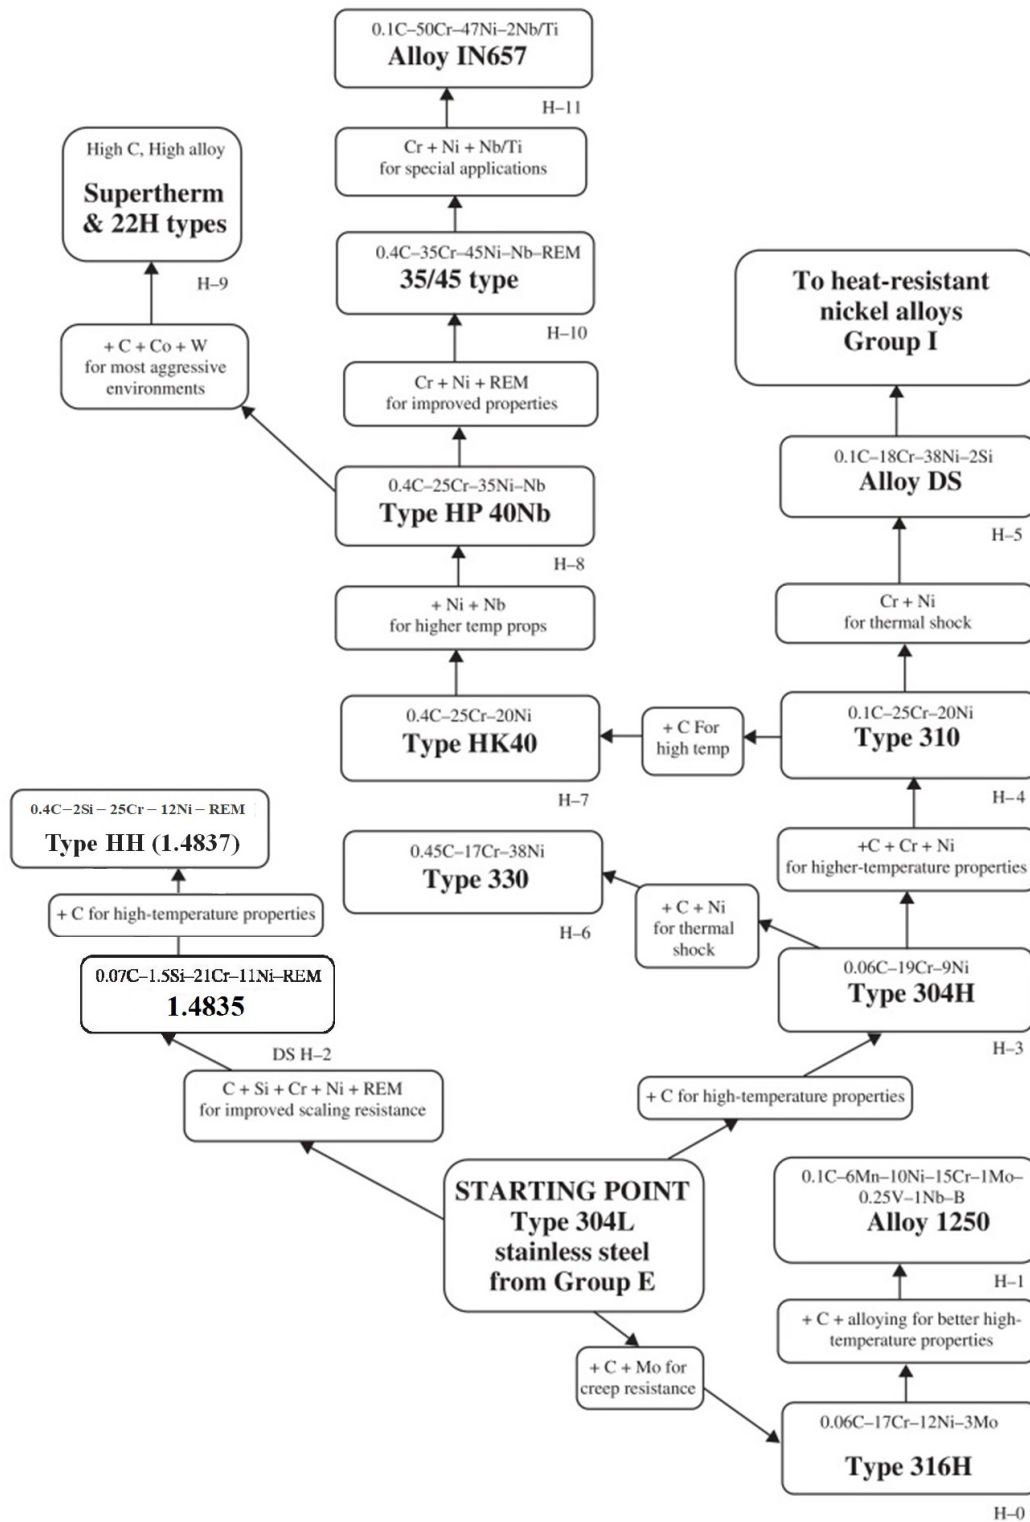 0.1C–50Cr–47Ni–2Nb/Ti
Alloy IN657
H–11
Cr + Ni + Nb/Ti
for special applications
High C, High alloy
Supertherm
& 22H types
H–9
0.4C–35Cr–45Ni–Nb–REM
35/45 type
H–10
+ C + Co + W
for most aggressive
environments
Cr + Ni + REM
for improved properties
To heat-resistant
nickel alloys
Group I
0.4C–25Cr–35Ni–Nb
Type HP 40Nb
H–8
0.1C–18Cr–38Ni–2Si
Alloy DS
H–5
+ Ni + Nb
for higher temp props
Cr + Ni
for thermal shock
0.4C–25Cr–20Ni
Type HK40
H–7
+ C For
high temp
0.1C–25Cr–20Ni
Type 310
H–4
0.4C–2Si– 25Cr – 12Ni – REM
Type HH (1.4837)
0.45C–17Cr–38Ni
Type 330
H–6
+C + Cr + Ni
for higher-temperature properties
+ C for high-temperature properties
+ C + Ni
for thermal
shock
0.07C–1.5Si–21Cr–11Ni–REM
1.4835
DS H–2
0.06C–19Cr–9Ni
Type 304H
H–3
C + Si + Cr + Ni + REM
for improved scaling resistance
+ C for high-temperature properties
STARTING POINT
Type 304L
stainless steel
from Group E
0.1C–6Mn–10Ni–15Cr–1Mo–
0.25V–1Nb–B
Alloy 1250
H–1
+ C + alloying for better high-
temperature properties
+ C + Mo for
creep resistance
0.06C–17Cr–12Ni–3Mo
Type 316H
H–0